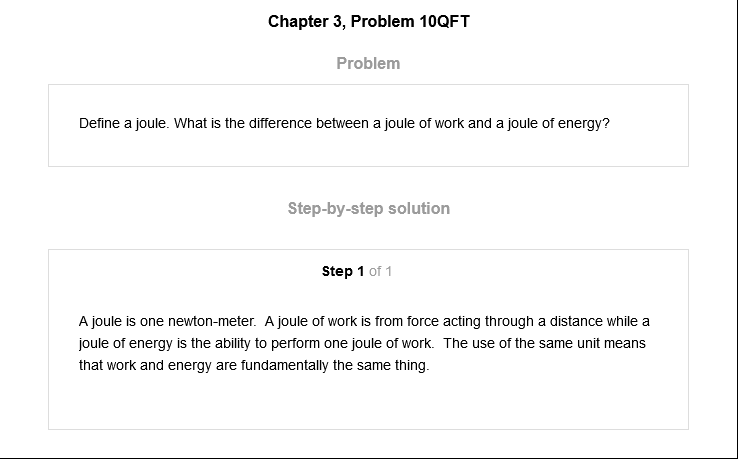 Chapter 3, Problem 10QFT
Problem
Define a joule. What is the difference between a joule of work and a joule of energy?
Step-by-step solution
Step 1 of 1
A joule is one newton-meter.  A joule of work is from force acting through a distance while a
joule of energy is the ability to perform one joule of work.  The use of the same unit means
that work and energy are fundamentally the same thing.